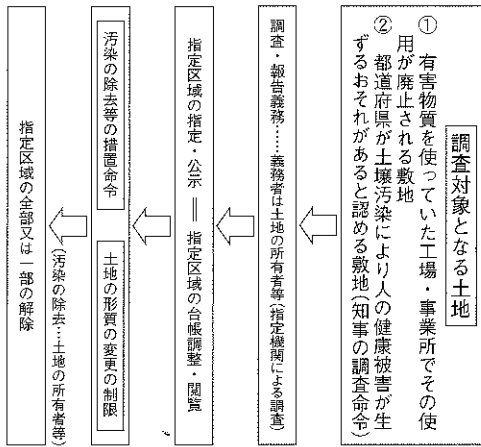 調査対象となる土地
① 有害物質を使っていた工場・事業所でその使
用が廃止される敷地
② 都道府県が土壌汚染により人の健康被害が生
ずるおそれがあると認める敷地(知事の調査命令)
調査・報告義務……義務者は土地の所有者等(指定機関による調査)
指定区域の指定・公示 ＝ 指定区域の台帳調整・閲覧
汚染の除去等の措置命令
土地の形質の変更の制限
(汚染の除去…土地の所有者等)
指定区域の全部又は一部の解除